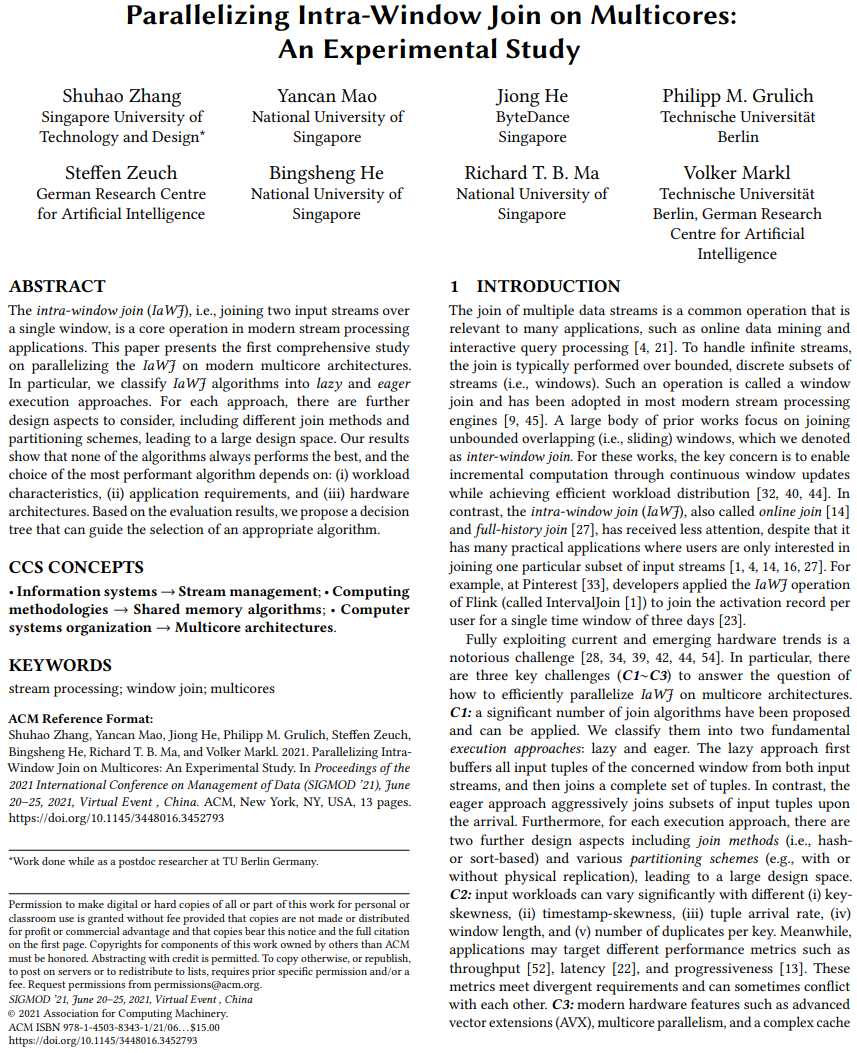 Parallelizing Intra-Window Join on Multicores:
An Experimental Study
Shuhao Zhang
Singapore University of
Technology and Design*
Yancan Mao
National University of
Singapore
Jiong He
ByteDance
Singapore
Philipp M. Grulich
Technische Universität
Berlin
Steffen Zeuch
German Research Centre
for Artificial Intelligence
Bingsheng He
National University of
Singapore
Richard T. B. Ma
National University of
Singapore
Volker Markl
Technische Universität
Berlin, German Research
Centre for Artificial
Intelligence
ABSTRACT
The intra-window join (IaWJ), i.e., joining two input streams over
a single window, is a core operation in modern stream processing
applications. This paper presents the first comprehensive study
on parallelizing the IaWJ on modern multicore architectures.
In particular, we classify IaWJ algorithms into lazy and eager
execution approaches. For each approach, there are further
design aspects to consider, including different join methods and
partitioning schemes, leading to a large design space. Our results
show that none of the algorithms always performs the best, and the
choice of the most performant algorithm depends on: (i) workload
characteristics, (ii) application requirements, and (iii) hardware
architectures. Based on the evaluation results, we propose a decision
tree that can guide the selection of an appropriate algorithm.
CCS CONCEPTS
• Information systems → Stream management; • Computing
methodologies → Shared memory algorithms; • Computer
systems organization → Multicore architectures.
KEYWORDS
stream processing; window join; multicores
ACM Reference Format:
Shuhao Zhang, Yancan Mao, Jiong He, Philipp M. Grulich, Steffen Zeuch,
Bingsheng He, Richard T. B. Ma, and Volker Markl. 2021. Parallelizing Intra-
Window Join on Multicores: An Experimental Study. In Proceedings of the
2021 International Conference on Management of Data (SIGMOD '21), June
20–25, 2021, Virtual Event , China. ACM, New York, NY, USA, 13 pages.
https://doi.org/10.1145/3448016.3452793
*Work done while as a postdoc researcher at TU Berlin Germany.
Permission to make digital or hard copies of all or part of this work for personal or
classroom use is granted without fee provided that copies are not made or distributed
for profit or commercial advantage and that copies bear this notice and the full citation
on the first page. Copyrights for components of this work owned by others than ACM
must be honored. Abstracting with credit is permitted. To copy otherwise, or republish,
to post on servers or to redistribute to lists, requires prior specific permission and/or a
fee. Request permissions from permissions@acm.org.
SIGMOD '21, June 20–25, 2021, Virtual Event , China
© 2021 Association for Computing Machinery.
ACM ISBN 978-1-4503-8343-1/21/06...$15.00
https://doi.org/10.1145/3448016.3452793
1 INTRODUCTION
The join of multiple data streams is a common operation that is
relevant to many applications, such as online data mining and
interactive query processing [4, 21]. To handle infinite streams,
the join is typically performed over bounded, discrete subsets of
streams (i.e., windows). Such an operation is called a window
join and has been adopted in most modern stream processing
engines [9, 45]. A large body of prior works focus on joining
unbounded overlapping (i.e., sliding) windows, which we denoted
as inter-window join. For these works, the key concern is to enable
incremental computation through continuous window updates
while achieving efficient workload distribution [32, 40, 44]. In
contrast, the intra-window join (IaWJ), also called online join [14]
and full-history join [27], has received less attention, despite that it
has many practical applications where users are only interested in
joining one particular subset of input streams [1, 4, 14, 16, 27]. For
example, at Pinterest [33], developers applied the IaWJ operation
of Flink (called IntervalJoin [1]) to join the activation record per
user for a single time window of three days [23].
Fully exploiting current and emerging hardware trends is a
notorious challenge [28, 34, 39, 42, 44, 54]. In particular, there
are three key challenges (C1~C3) to answer the question of
how to efficiently parallelize IaWJ on multicore architectures.
C1: a significant number of join algorithms have been proposed
and can be applied. We classify them into two fundamental
execution approaches: lazy and eager. The lazy approach first
buffers all input tuples of the concerned window from both input
streams, and then joins a complete set of tuples. In contrast, the
eager approach aggressively joins subsets of input tuples upon
the arrival. Furthermore, for each execution approach, there are
two further design aspects including join methods (i.e., hash-
or sort-based) and various partitioning schemes (e.g., with or
without physical replication), leading to a large design space.
C2: input workloads can vary significantly with different (i) key-
skewness, (ii) timestamp-skewness, (iii) tuple arrival rate, (iv)
window length, and (v) number of duplicates per key. Meanwhile,
applications may target different performance metrics such as
throughput [52], latency [22], and progressiveness [13]. These
metrics meet divergent requirements and can sometimes conflict
with each other. C3: modern hardware features such as advanced
vector extensions (AVX), multicore parallelism, and a complex cache